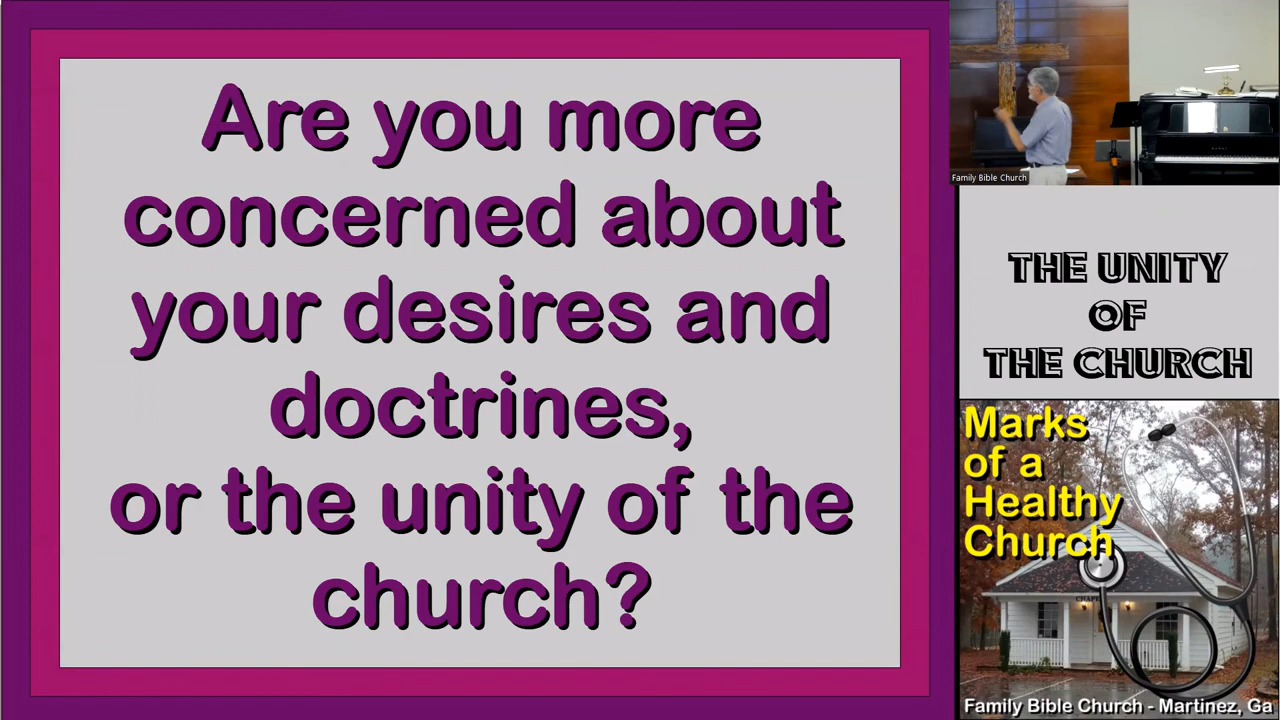 Are you more
concerned about
your desires and
doctrines,
or the unity of the
church?
Family Bible Church
THE UNITY
OF
THE CHURCH
Marks
of a
Healthy
Church
Family Bible Church - Martinez, Ga